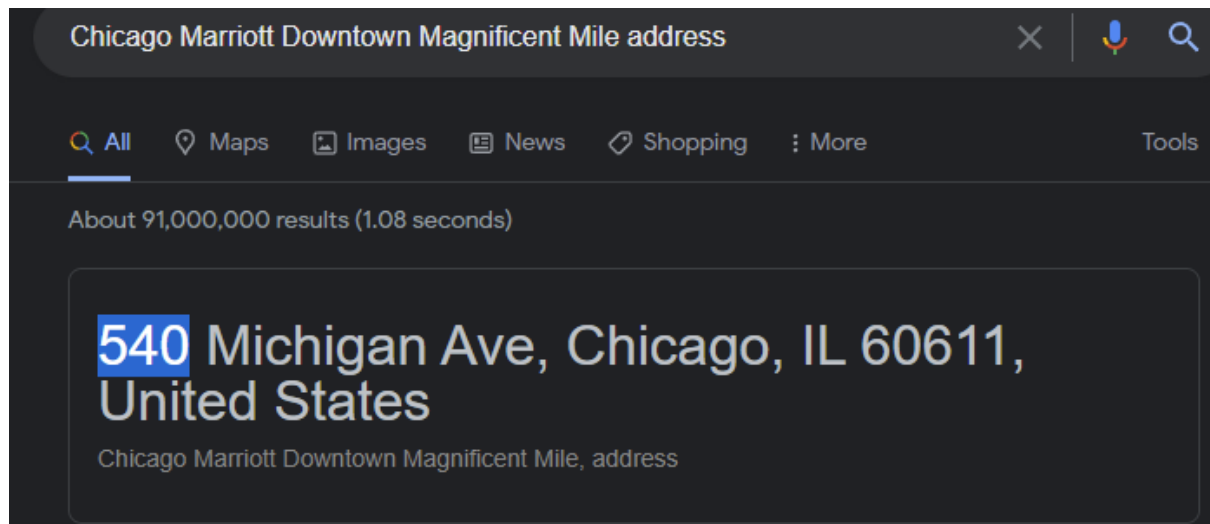 Chicago Marriott Downtown Magnificent Mile address
All Maps Images News Shopping More Tools
About 91,000,000 results (1.08 seconds)
540 Michigan Ave, Chicago, IL 60611,
United States
Chicago Marriott Downtown Magnificent Mile, address